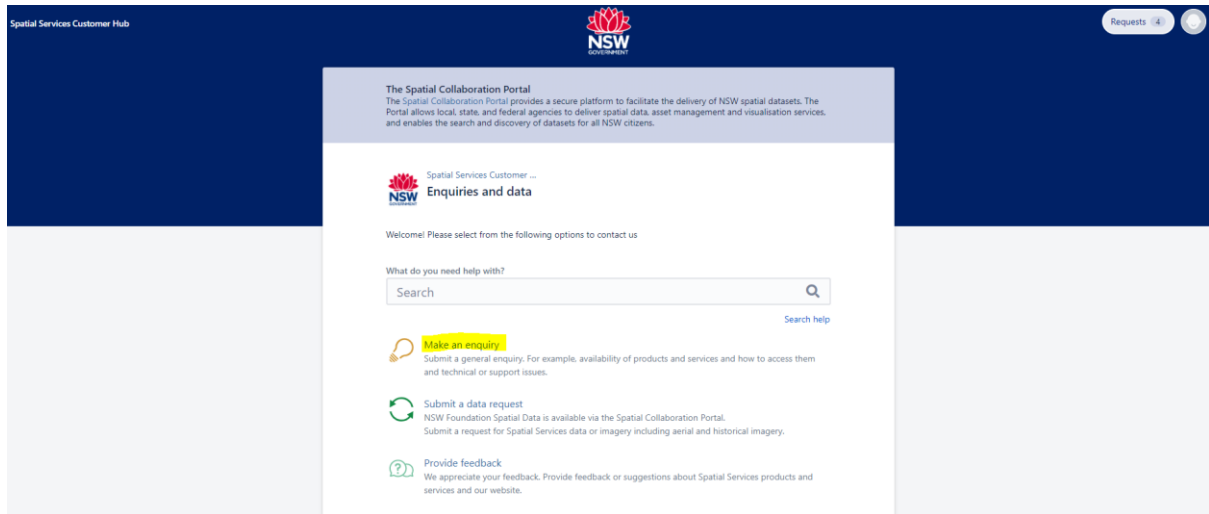 Spatial Services Customer Hub
NSW
GOVERNMENT
Requests 4
The Spatial Collaboration Portal
The Spatial Collaboration Portal provides a secure platform to facilitate the delivery of NSW spatial datasets. The
Portal allows local, state, and federal agencies to deliver spatial data, asset management and visualisation services,
and enables the search and discovery of datasets for all NSW citizens.
NSW
GOVERNMENT
Spatial Services Customer ...
Enquiries and data
Welcome! Please select from the following options to contact us
What do you need help with?
Search
Search help
Make an enquiry
Submit a general enquiry. For example, availability of products and services and how to access them
and technical or support issues.
Submit a data request
NSW Foundation Spatial Data is available via the Spatial Collaboration Portal.
Submit a request for Spatial Services data or imagery including aerial and historical imagery.
Provide feedback
We appreciate your feedback. Provide feedback or suggestions about Spatial Services products and
services and our website.